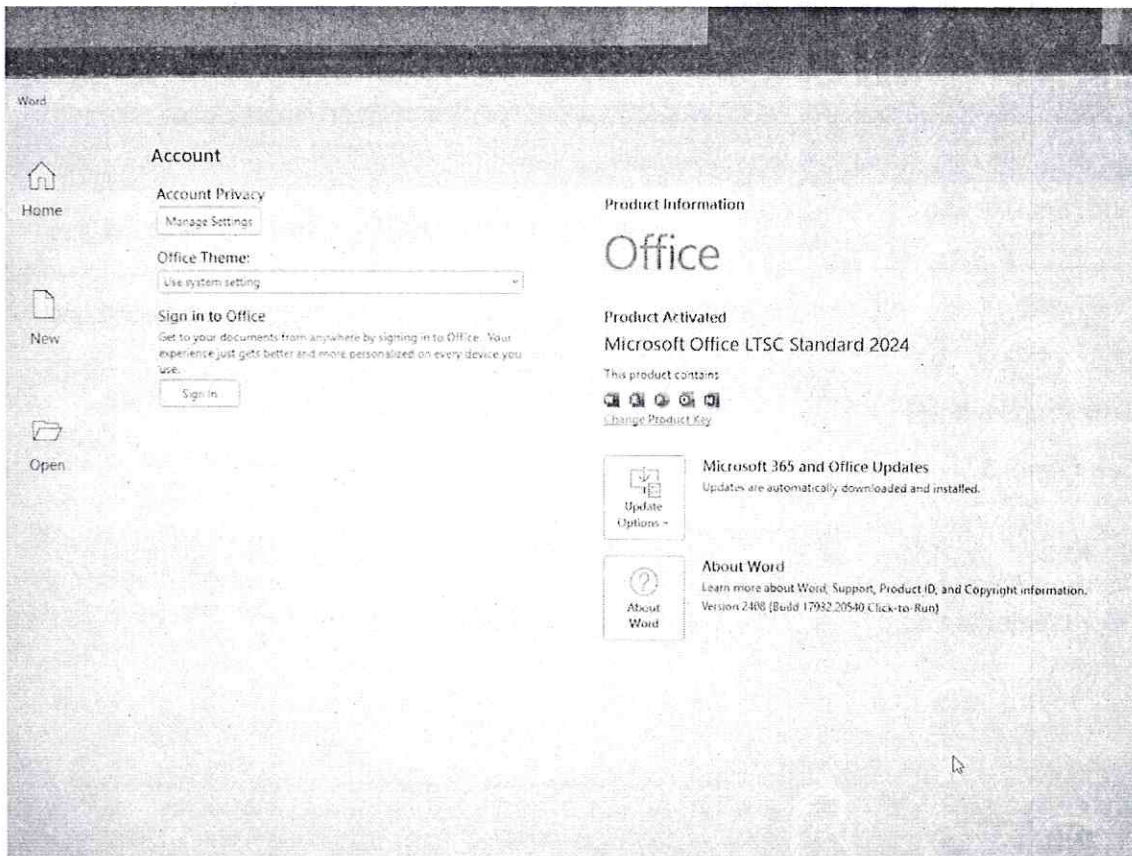 Word
Home
New
Open
Account
Account Privacy
Manage Settings
Office Theme:
Use system setting
Sign in to Office
Get to your documents from anywhere by signing in to Office. Your
experience just gets better and more personalized on every device you
use.
Sign In
Product Information
Office
Product Activated
Microsoft Office LTSC Standard 2024
This product contains
Change Product Key
Update
Options
Microsoft 365 and Office Updates
Updates are automatically downloaded and installed.
About
Word
About Word
Learn more about Word, Support, Product ID, and Copyright information.
Version 2408 (Build 17932.20540 Click-to-Run)